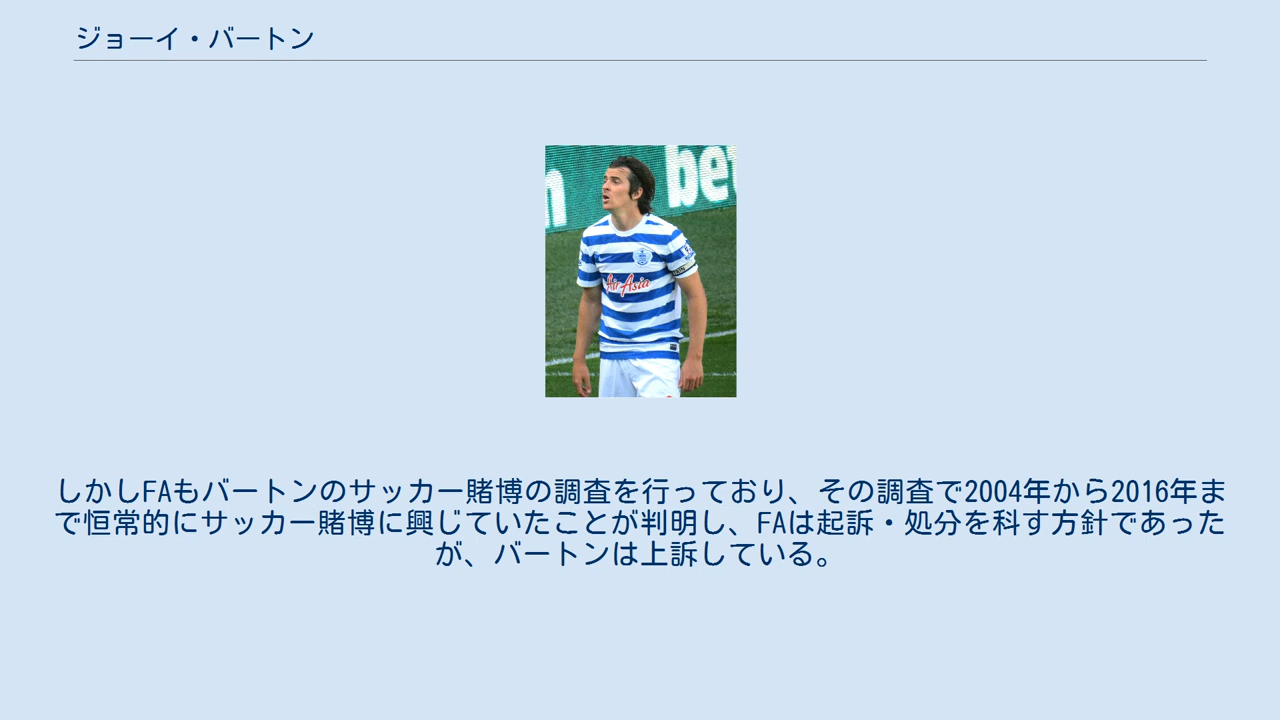 ジョーイ・バートン
n
bet
AirAsia
しかしFAもバートンのサッカー賭博の調査を行っており、その調査で2004年から2016年ま
で恒常的にサッカー賭博に興じていたことが判明し、FAは起訴・処分を科す方針であった
が、バートンは上訴している。